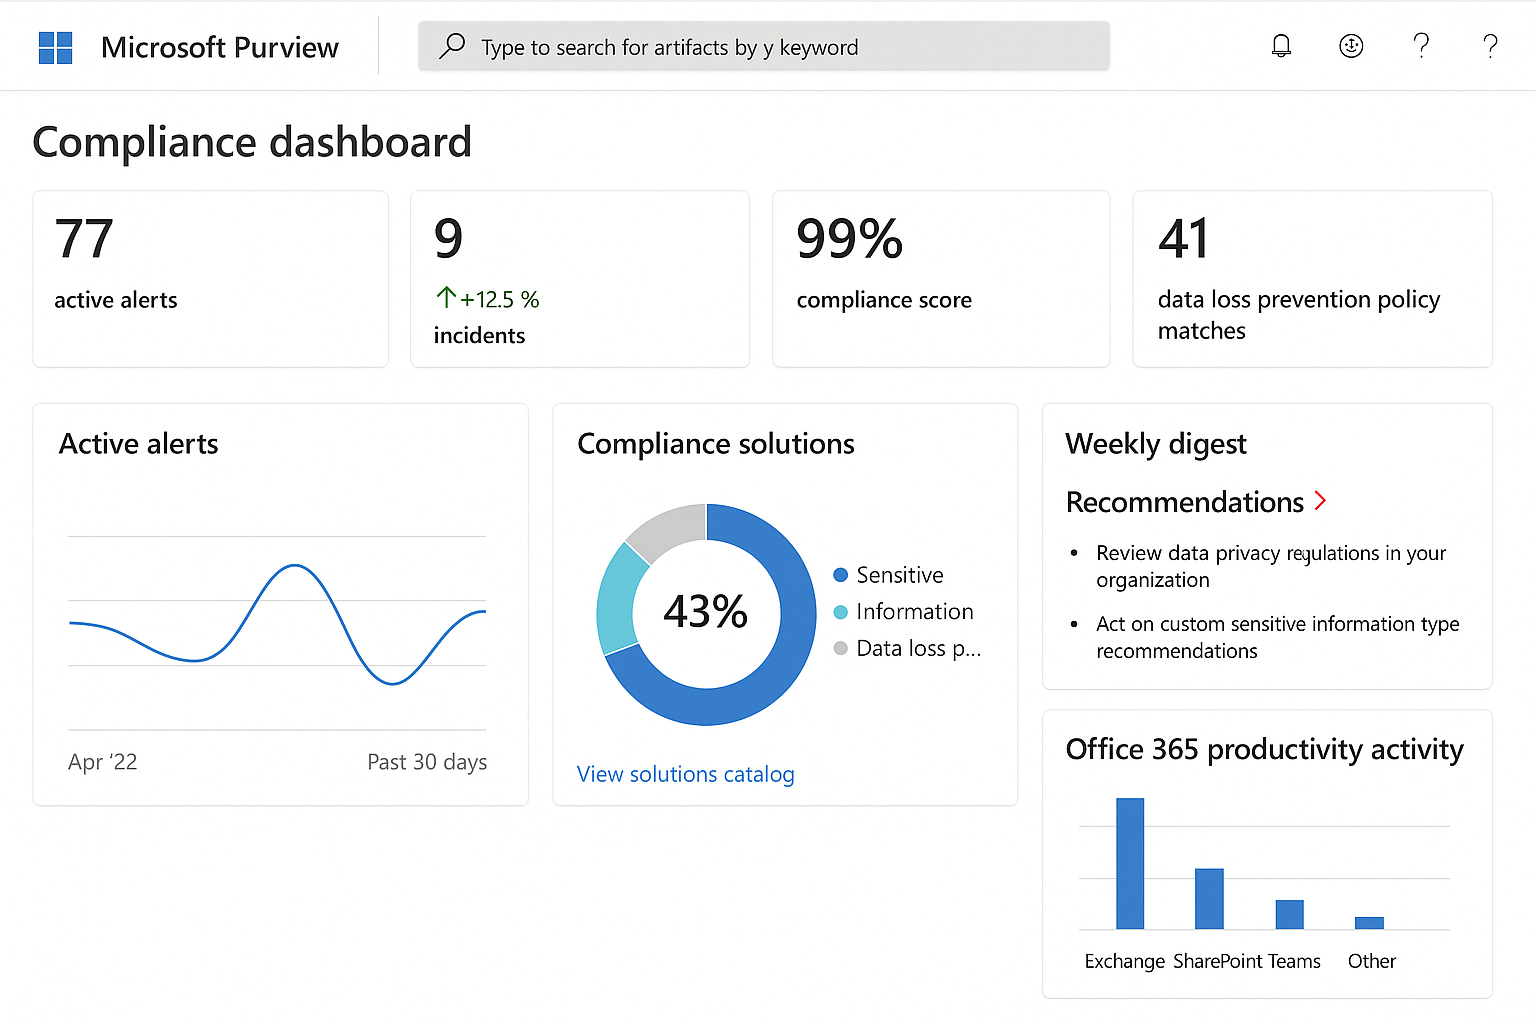 Microsoft Purview
Type to search for artifacts by y keyword
? ?
Compliance dashboard
77
active alerts
9
↑+12.5 %
incidents
99%
compliance score
41
data loss prevention policy
matches
Active alerts
Apr '22
Past 30 days
Compliance solutions
43%
Sensitive
Information
Data loss p...
View solutions catalog
Weekly digest
Recommendations >
• Review data privacy regulations in your
organization
• Act on custom sensitive information type
recommendations
Office 365 productivity activity
Exchange SharePoint Teams Other